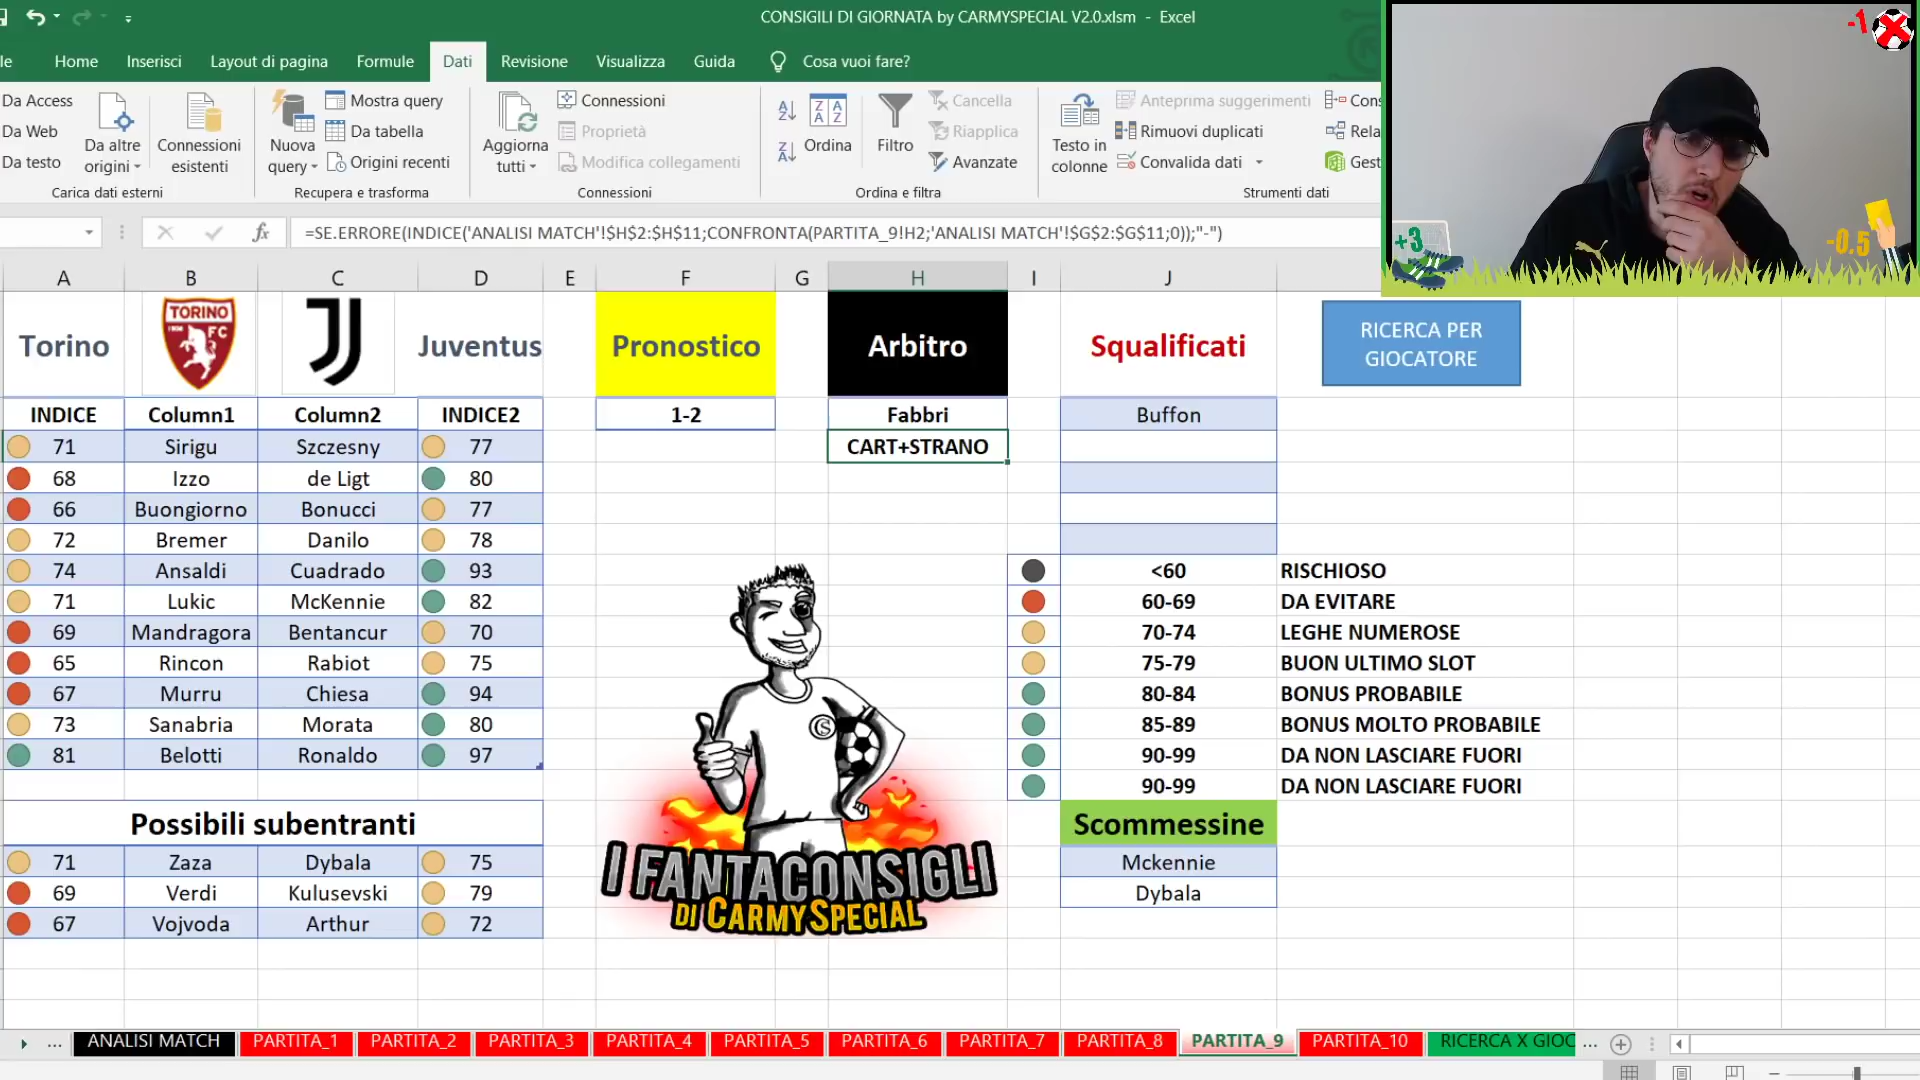 CONSIGILI DI GIORNATA by CARMYSPECIAL V2.0.xlsm - Excel
le Home Inserisci Layout di pagina Formule Dati Revisione Visualizza Guida Cosa vuoi fare?
Da Access
Da Web
Da testo
Da altre origini
Connessioni esistenti
Carica dati esterni
Nuova query
Mostra query
Da tabella
Origini recenti
Recupera e trasforma
Aggiorna tutti
Connessioni
Proprietà
Modifica collegamenti
Connessioni
Ordina
Filtro
Cancella
Riapplica
Avanzate
Ordina e filtra
Testo in colonne
Anteprima suggerimenti
Rimuovi duplicati
Convalida dati
Cons
Rela
Gest
Strumenti dati
-1
+3
-0.5
fx =SE.ERRORE(INDICE('ANALISI MATCH'!$H$2:$H$11;CONFRONTA(PARTITA_9!H2;'ANALISI MATCH'!$G$2:$G$11;0));"-")
A B C D E F G H I J
Torino TORINO FC 1906 Juventus Pronostico Arbitro Squalificati RICERCA PER GIOCATORE
INDICE Column1 Column2 INDICE2 1-2 Fabbri Buffon
71 Sirigu Szczesny 77 CART+STRANO
68 Izzo de Ligt 80
66 Buongiorno Bonucci 77
72 Bremer Danilo 78
74 Ansaldi Cuadrado 93 <60 RISCHIOSO
71 Lukic McKennie 82 60-69 DA EVITARE
69 Mandragora Bentancur 70 70-74 LEGHE NUMEROSE
65 Rincon Rabiot 75 75-79 BUON ULTIMO SLOT
67 Murru Chiesa 94 80-84 BONUS PROBABILE
73 Sanabria Morata 80 85-89 BONUS MOLTO PROBABILE
81 Belotti Ronaldo 97 90-99 DA NON LASCIARE FUORI
90-99 DA NON LASCIARE FUORI
Possibili subentranti Scommessine
71 Zaza Dybala 75 Mckennie
69 Verdi Kulusevski 79 Dybala
67 Vojvoda Arthur 72
I FANTACONSIGLI
DI CARMYSPECIAL
... ANALISI MATCH PARTITA_1 PARTITA_2 PARTITA_3 PARTITA_4 PARTITA_5 PARTITA_6 PARTITA_7 PARTITA_8 PARTITA_9 PARTITA_10 RICERCA X GIOC ...